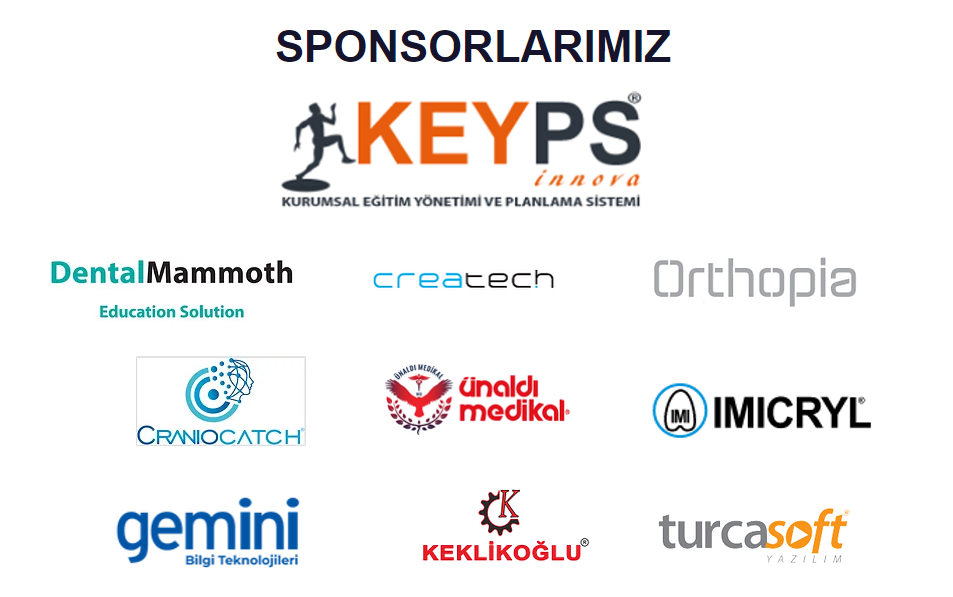 SPONSORLARIMIZ
KEYPS®
innova
KURUMSAL EĞİTİM YÖNETİMİ VE PLANLAMA SİSTEMİ
DentalMammoth
Education Solution
createch
Orthopia
CRANIOCATCH
ÜNALDI MEDİKAL
ünaldı
medikal®
IMI
IMICRYL®
gemini
Bilgi Teknolojileri
K
KEKLİKOĞLU®
turcasoft®
YAZILIM